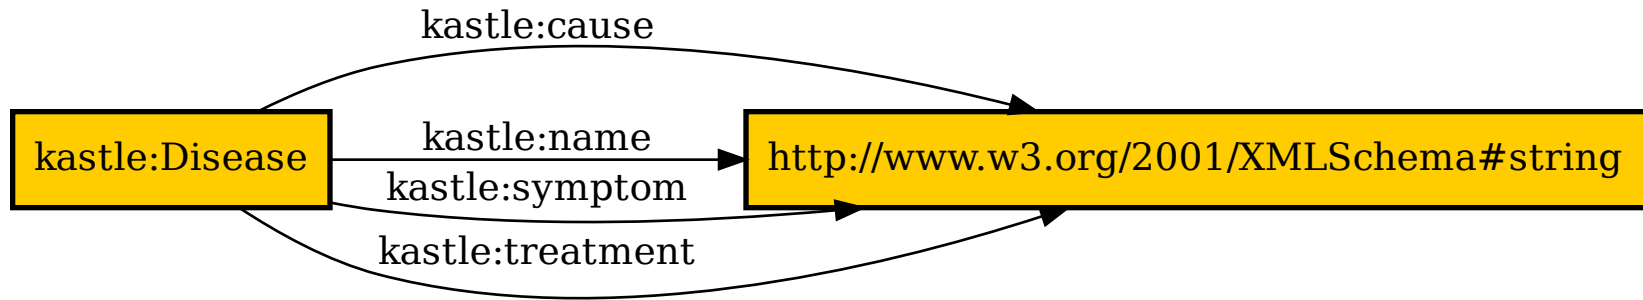 kastle:cause
kastle:Disease
kastle:name
http://www.w3.org/2001/XMLSchema#string
kastle:symptom
kastle:treatment